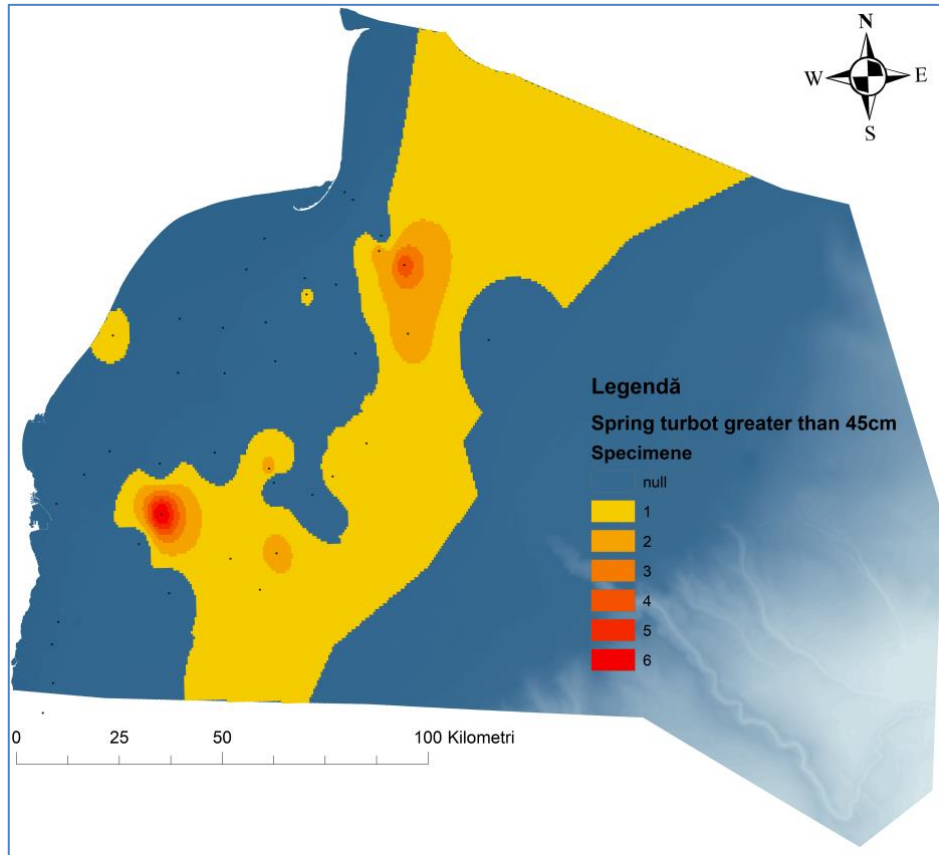 N
W E
S
Legendă
Spring turbot greater than 45cm
Specimene
null
1
2
3
4
5
6
0 25 50 100 Kilometri